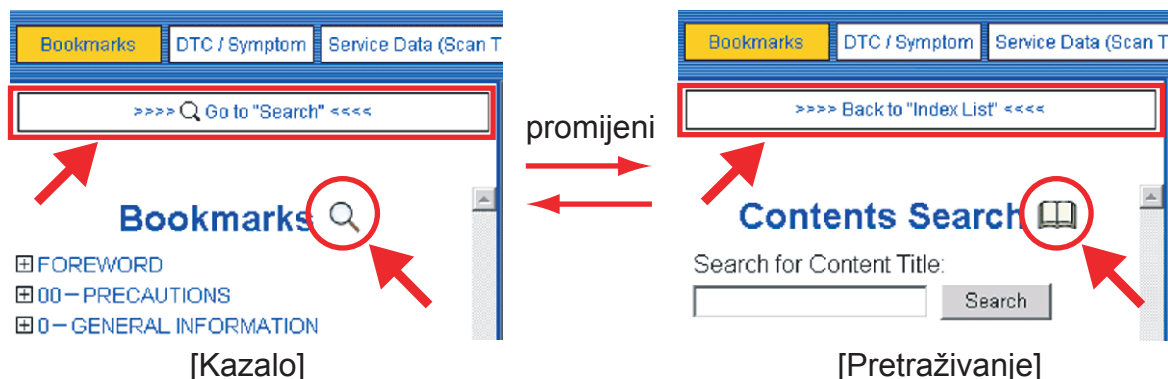 Bookmarks DTC / Symptom Service Data (Scan T
>>>> Go to "Search" <<<<
Bookmarks
FOREWORD
00－PRECAUTIONS
0－GENERAL INFORMATION
[Kazalo]
promijeni
Bookmarks DTC / Symptom Service Data (Scan T
>>>> Back to "Index List" <<<<
Contents Search
Search for Content Title:
Search
[Pretraživanje]